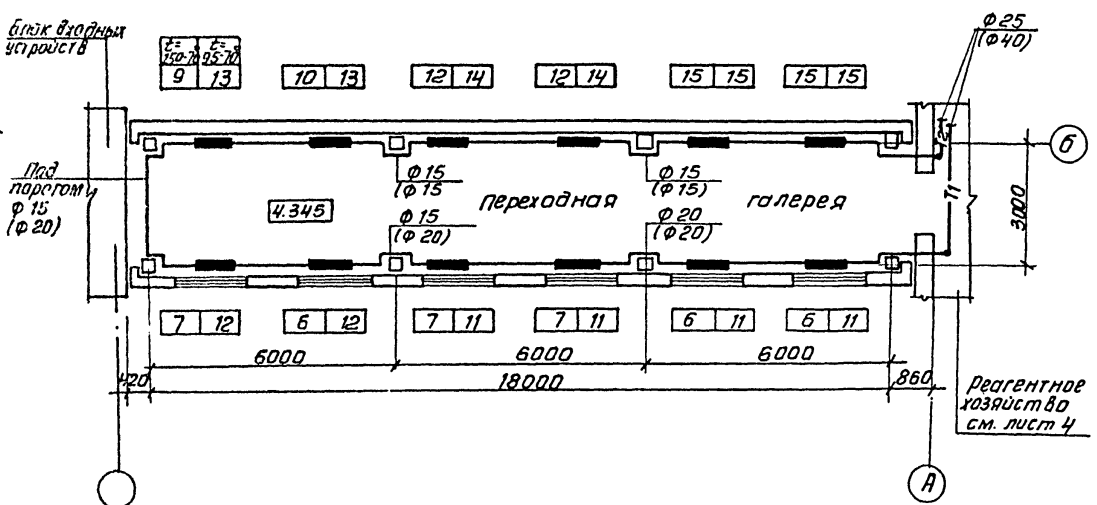 Блок входных
устройств
t= t=
150-70 95-70
9 13
10 13
12 14
12 14
15 15
15 15
Ф25
(Ф40)
Б
Под
порогом
Ф15
(Ф20)
Ф15
(Ф15
Ф15
(Ф15)
переходная галерея
4.345
Ф15
(Ф20)
Ф20
(Ф20)
Т1
3000
7 12
6 12
7 11
7 11
6 11
6 11
6000 6000 6000
420 18000 860
Реагентное
хозяйство
см. лист 4
А